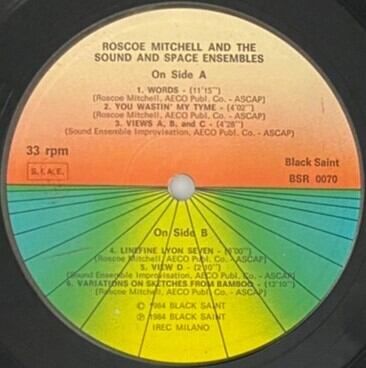 ROSCOE MITCHELL AND THE
SOUND AND SPACE ENSEMBLES
On Side A
1. WORDS - (11'15")
(Roscoe Mitchell, AECO Publ. Co. - ASCAP)
2. YOU WASTIN' MY TYME - (4'02")
(Roscoe Mitchell, AECO Publ. Co. - ASCAP)
3. VIEWS A, B, and C - (4'28")
(Sound Ensemble Improvisation, AECO Publ. Co. - ASCAP)
33 rpm
S.I.A.E.
Black Saint
BSR 0070
On Side B
4. LINEFINE LYON SEVEN - (6'00")
(Roscoe Mitchell, AECO Publ. Co. - ASCAP)
5. VIEW D - (2'10")
(Sound Ensemble Improvisation, AECO Publ. Co. - ASCAP)
6. VARIATIONS ON SKETCHES FROM BAMBOO - (12'10")
(Roscoe Mitchell, AECO Publ. Co. - ASCAP)
© 1984 BLACK SAINT
℗ 1984 BLACK SAINT
IREC MILANO